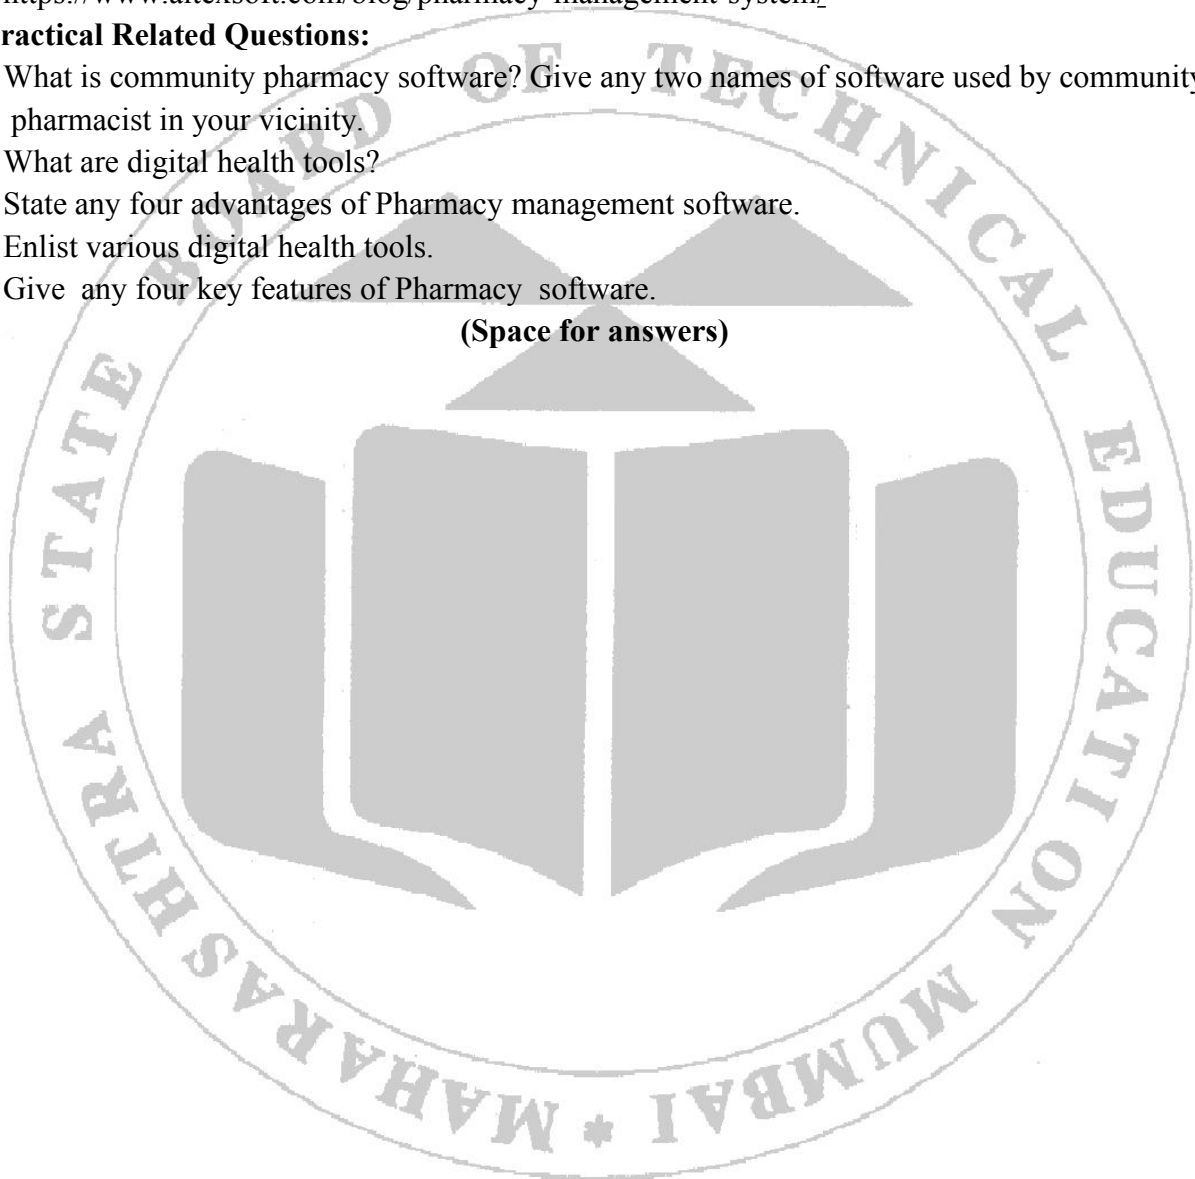 https://www.altexsoft.com/blog/pharmacy-management-system/
ractical Related Questions:
What is community pharmacy software? Give any two names of software used by community
pharmacist in your vicinity.
What are digital health tools?
State any four advantages of Pharmacy management software.
Enlist various digital health tools.
Give any four key features of Pharmacy software.
(Space for answers)
MAHARASHTRA STATE BOARD OF TECHNICAL EDUCATION MUMBAI *